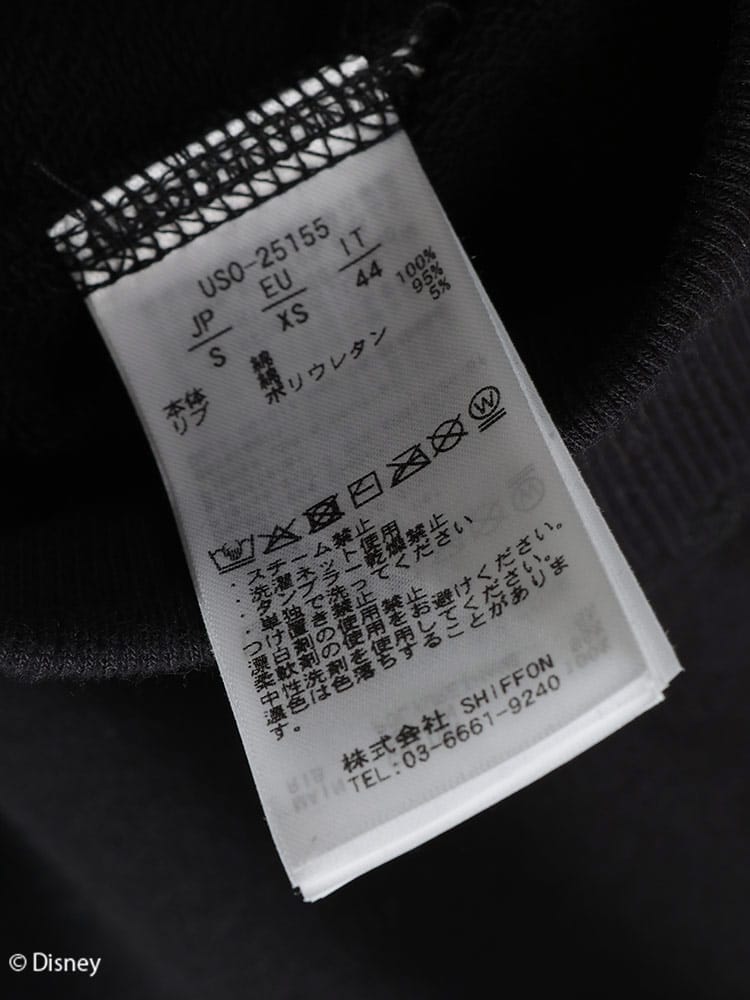 USO-25155
JP EU IT
S XS 44
本体 綿 100%
リブ 綿 95%
ポリウレタン 5%
W
・スチーム禁止
・洗濯ネット使用
・タンブラー乾燥禁止
・単独で洗ってください
つけ置きの禁止
漂白剤の使用禁止
柔軟剤の使用を避けください。
中性洗剤を使用してください。
濃色は色落ちすることがありま
す。
株式会社 SHIFFON
TEL:03-6661-9240
© Disney